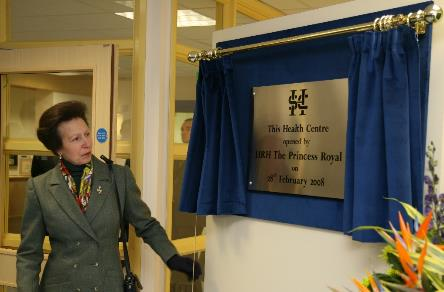 This Health Centre
opened by
HRH The Princess Royal
on
28th February 2008